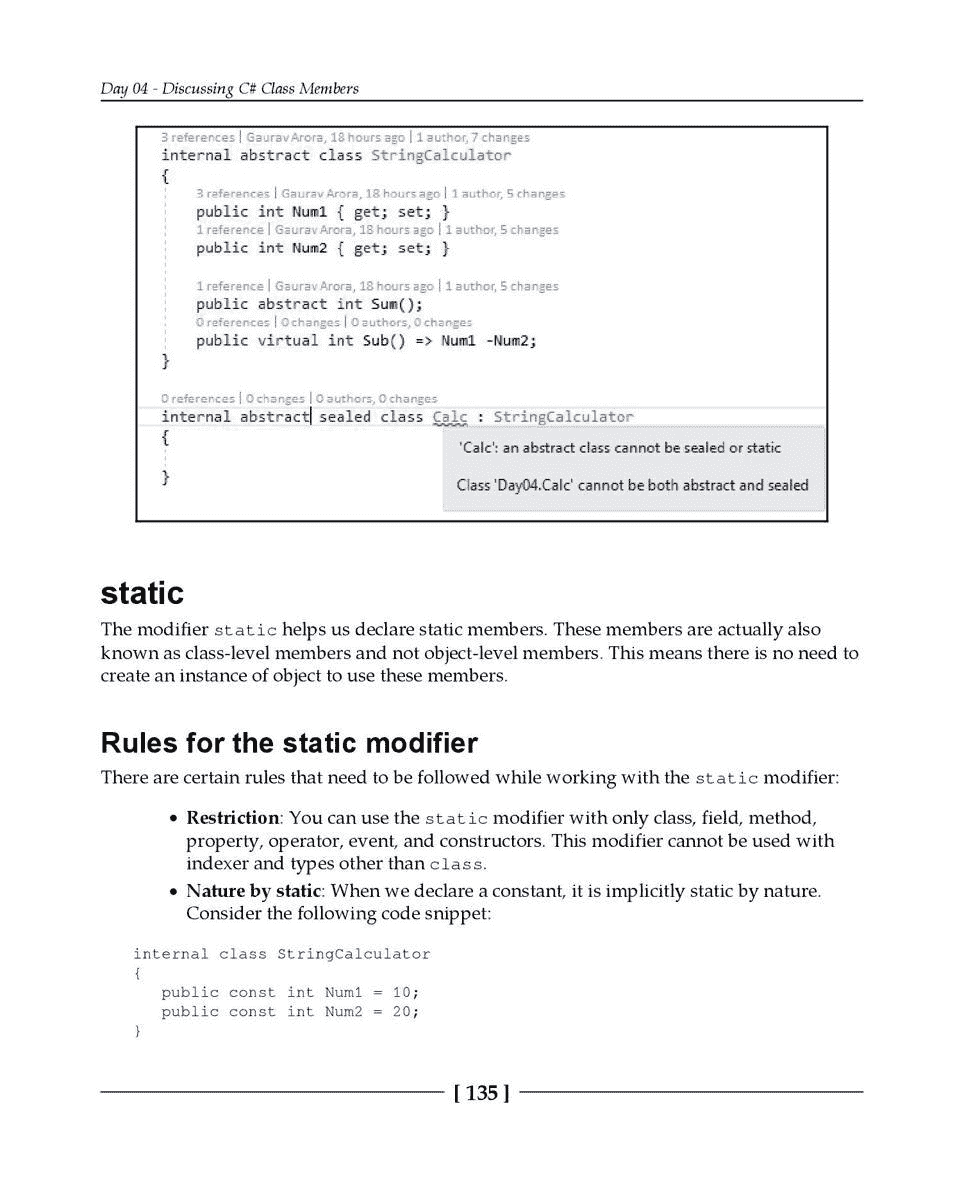 Day 04 - Discussing C# Class Members
3 references | Gaurav Arora, 18 hours ago | 1 author, 7 changes
internal abstract class StringCalculator
{
3 references | Gaurav Arora, 18 hours ago | 1 author, 5 changes
public int Num1 { get; set; }
1 reference | Gaurav Arora, 18 hours ago | 1 author, 5 changes
public int Num2 { get; set; }
1 reference | Gaurav Arora, 18 hours ago | 1 author, 5 changes
public abstract int Sum();
0 references | 0 changes | 0 authors, 0 changes
public virtual int Sub() => Num1 -Num2;
}
0 references | 0 changes | 0 authors, 0 changes
internal abstract sealed class Calc : StringCalculator
{
'Calc': an abstract class cannot be sealed or static
}
Class 'Day04.Calc' cannot be both abstract and sealed
static
The modifier static helps us declare static members. These members are actually also
known as class-level members and not object-level members. This means there is no need to
create an instance of object to use these members.
Rules for the static modifier
There are certain rules that need to be followed while working with the static modifier:
• Restriction: You can use the static modifier with only class, field, method,
property, operator, event, and constructors. This modifier cannot be used with
indexer and types other than class.
• Nature by static: When we declare a constant, it is implicitly static by nature.
Consider the following code snippet:
internal class StringCalculator
{
public const int Num1 = 10;
public const int Num2 = 20;
}
[ 135 ]